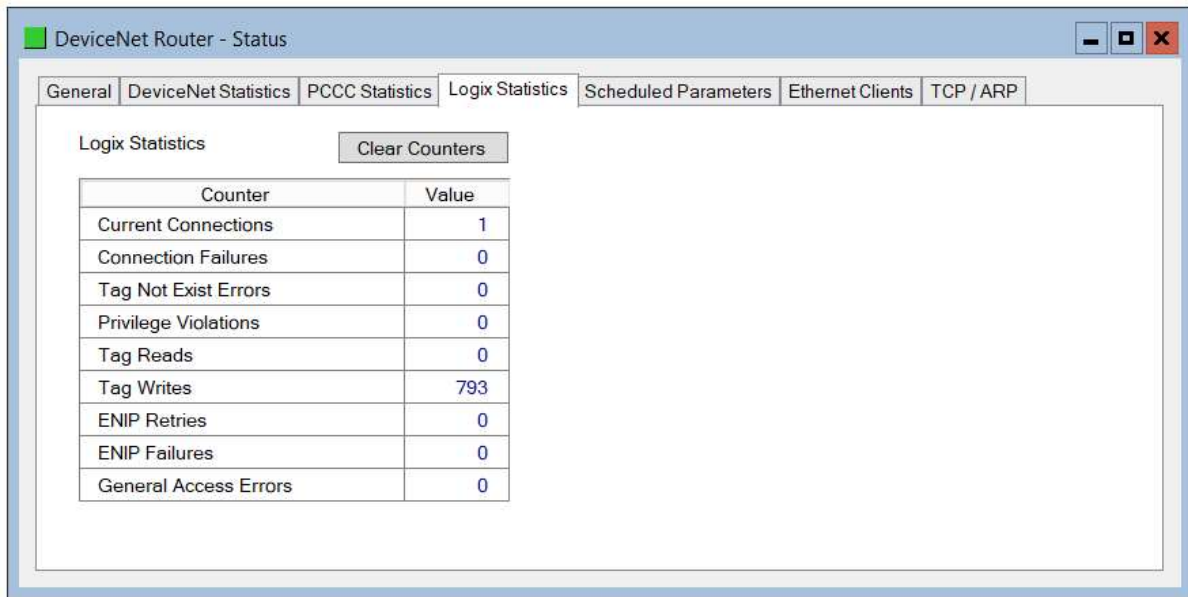 DeviceNet Router - Status
General DeviceNet Statistics PCCC Statistics Logix Statistics Scheduled Parameters Ethernet Clients TCP / ARP
Logix Statistics Clear Counters
Counter Value
Current Connections 1
Connection Failures 0
Tag Not Exist Errors 0
Privilege Violations 0
Tag Reads 0
Tag Writes 793
ENIP Retries 0
ENIP Failures 0
General Access Errors 0